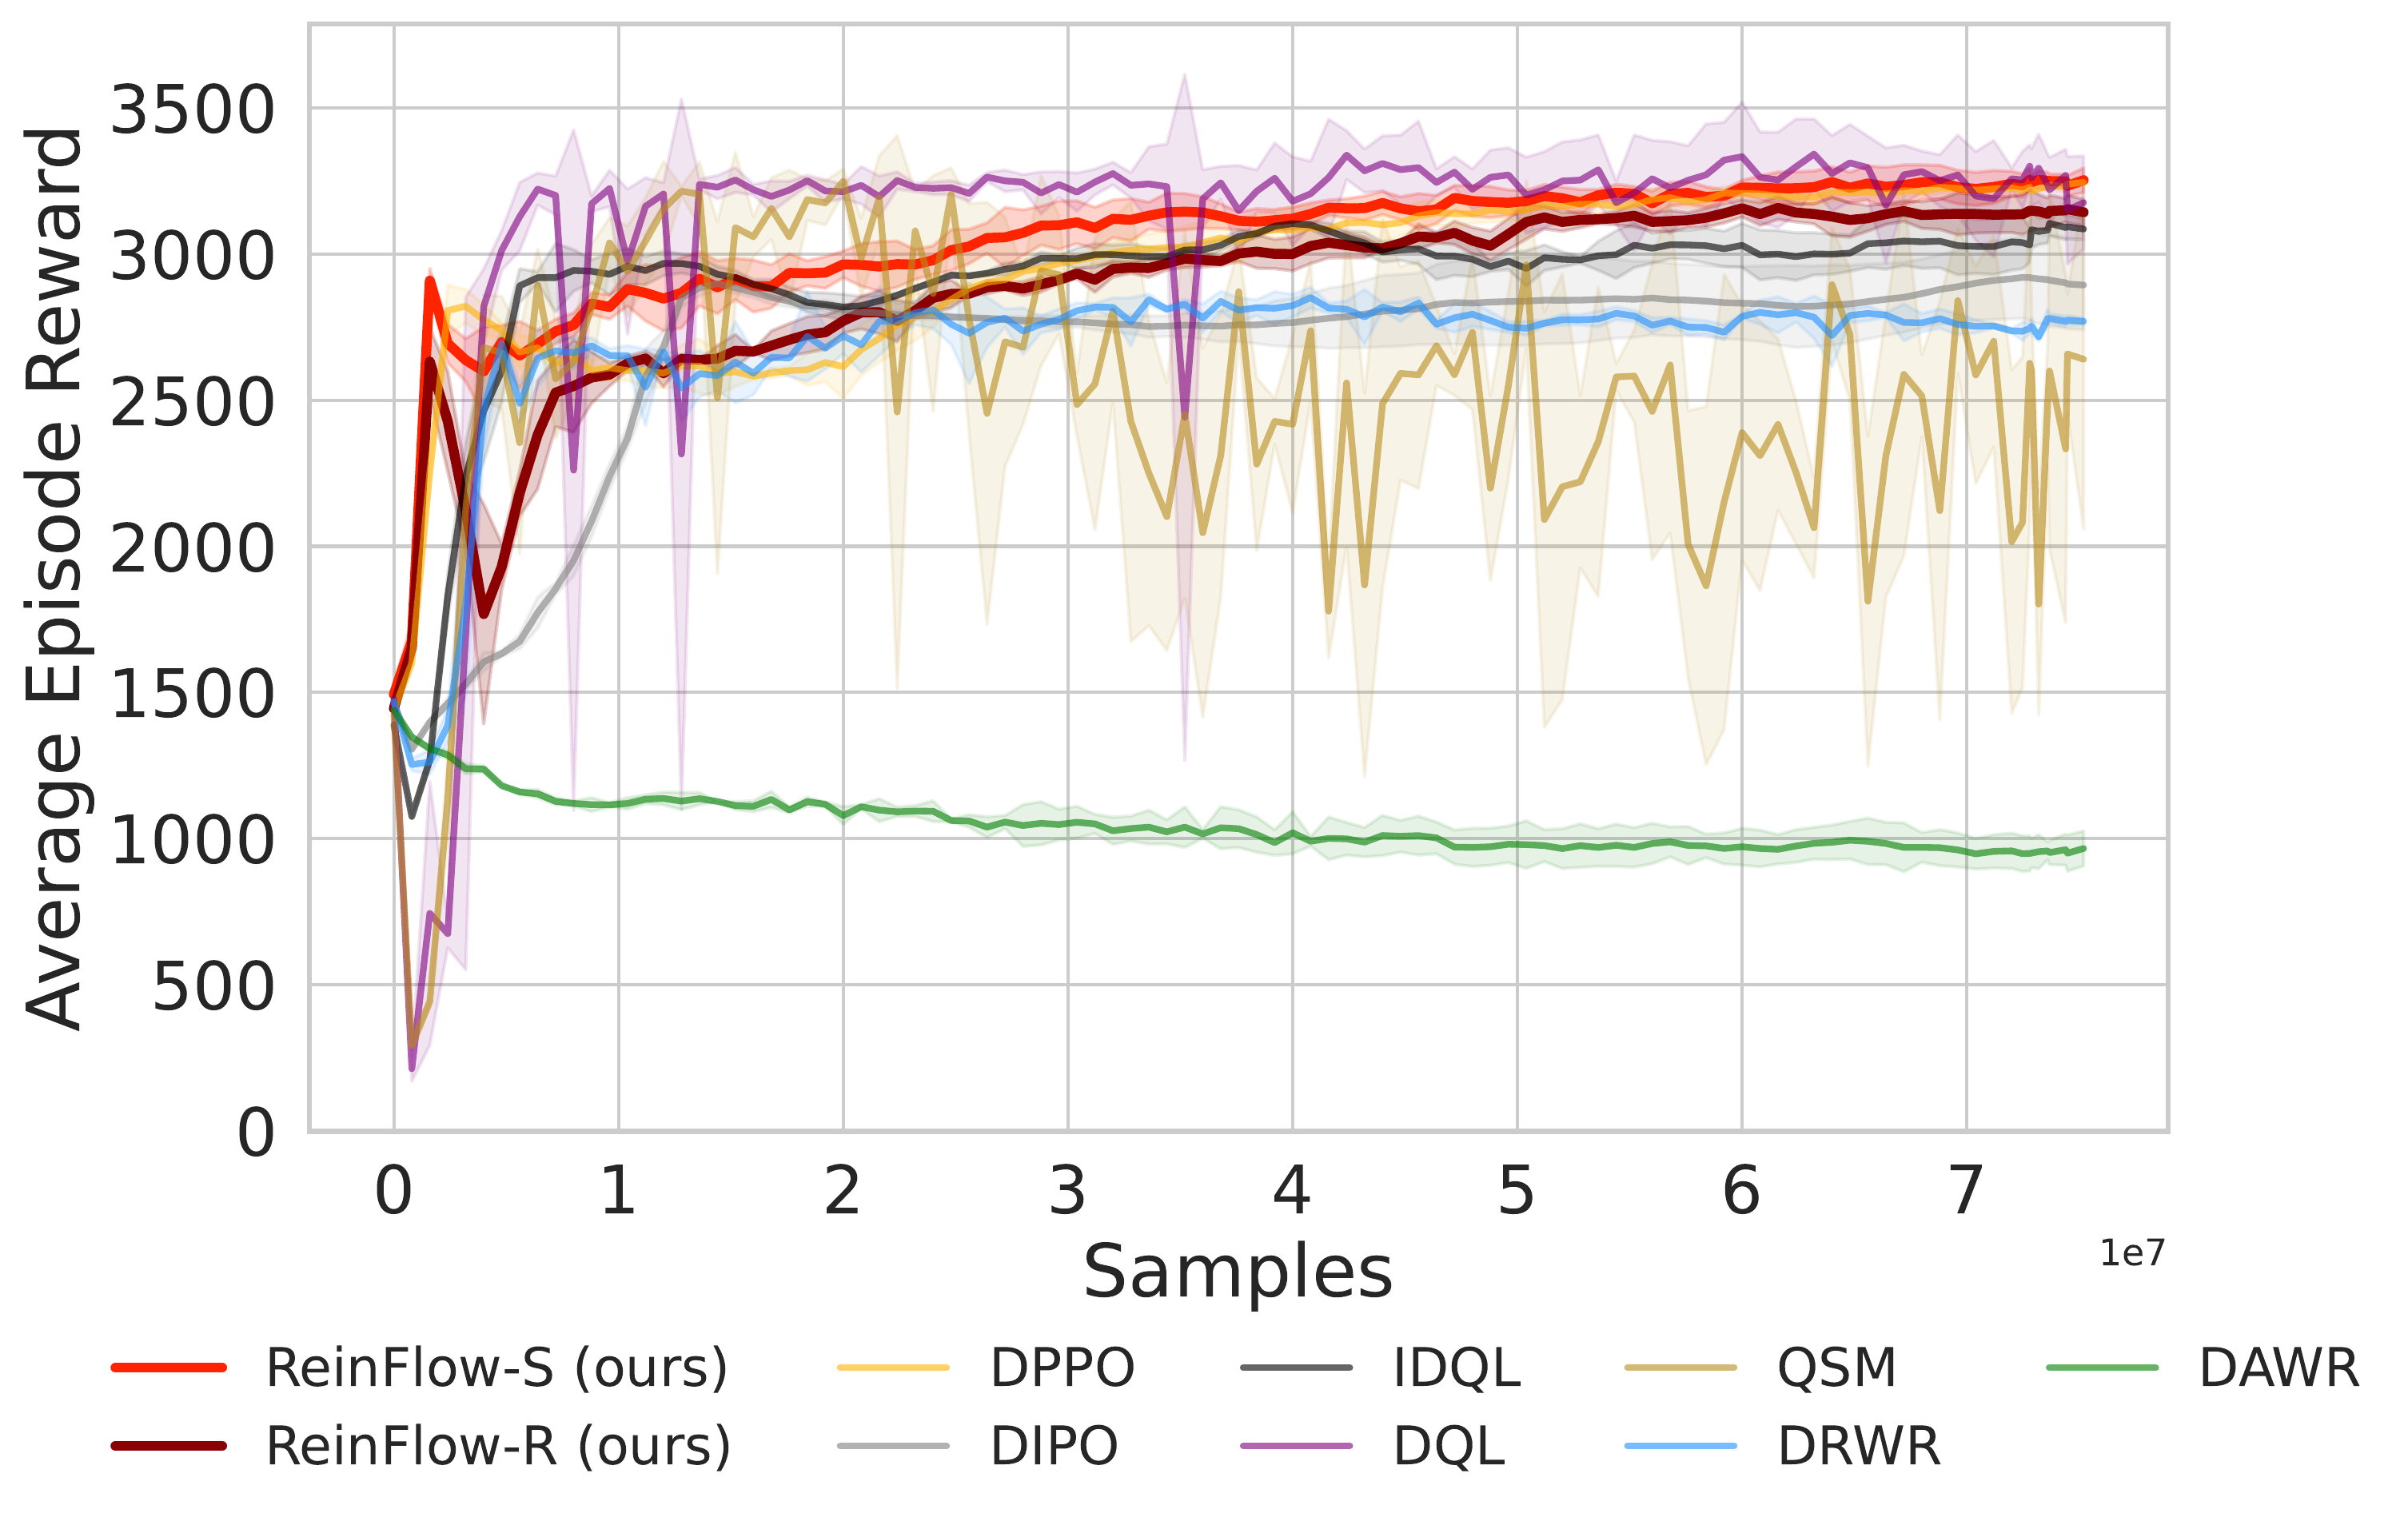 Average Episode Reward
3500
3000
2500
2000
1500
1000
500
0
0 1 2 3 4 5 6 7
Samples
1e7
ReinFlow-S (ours) DPPO IDQL QSM DAWR
ReinFlow-R (ours) DIPO DQL DRWR